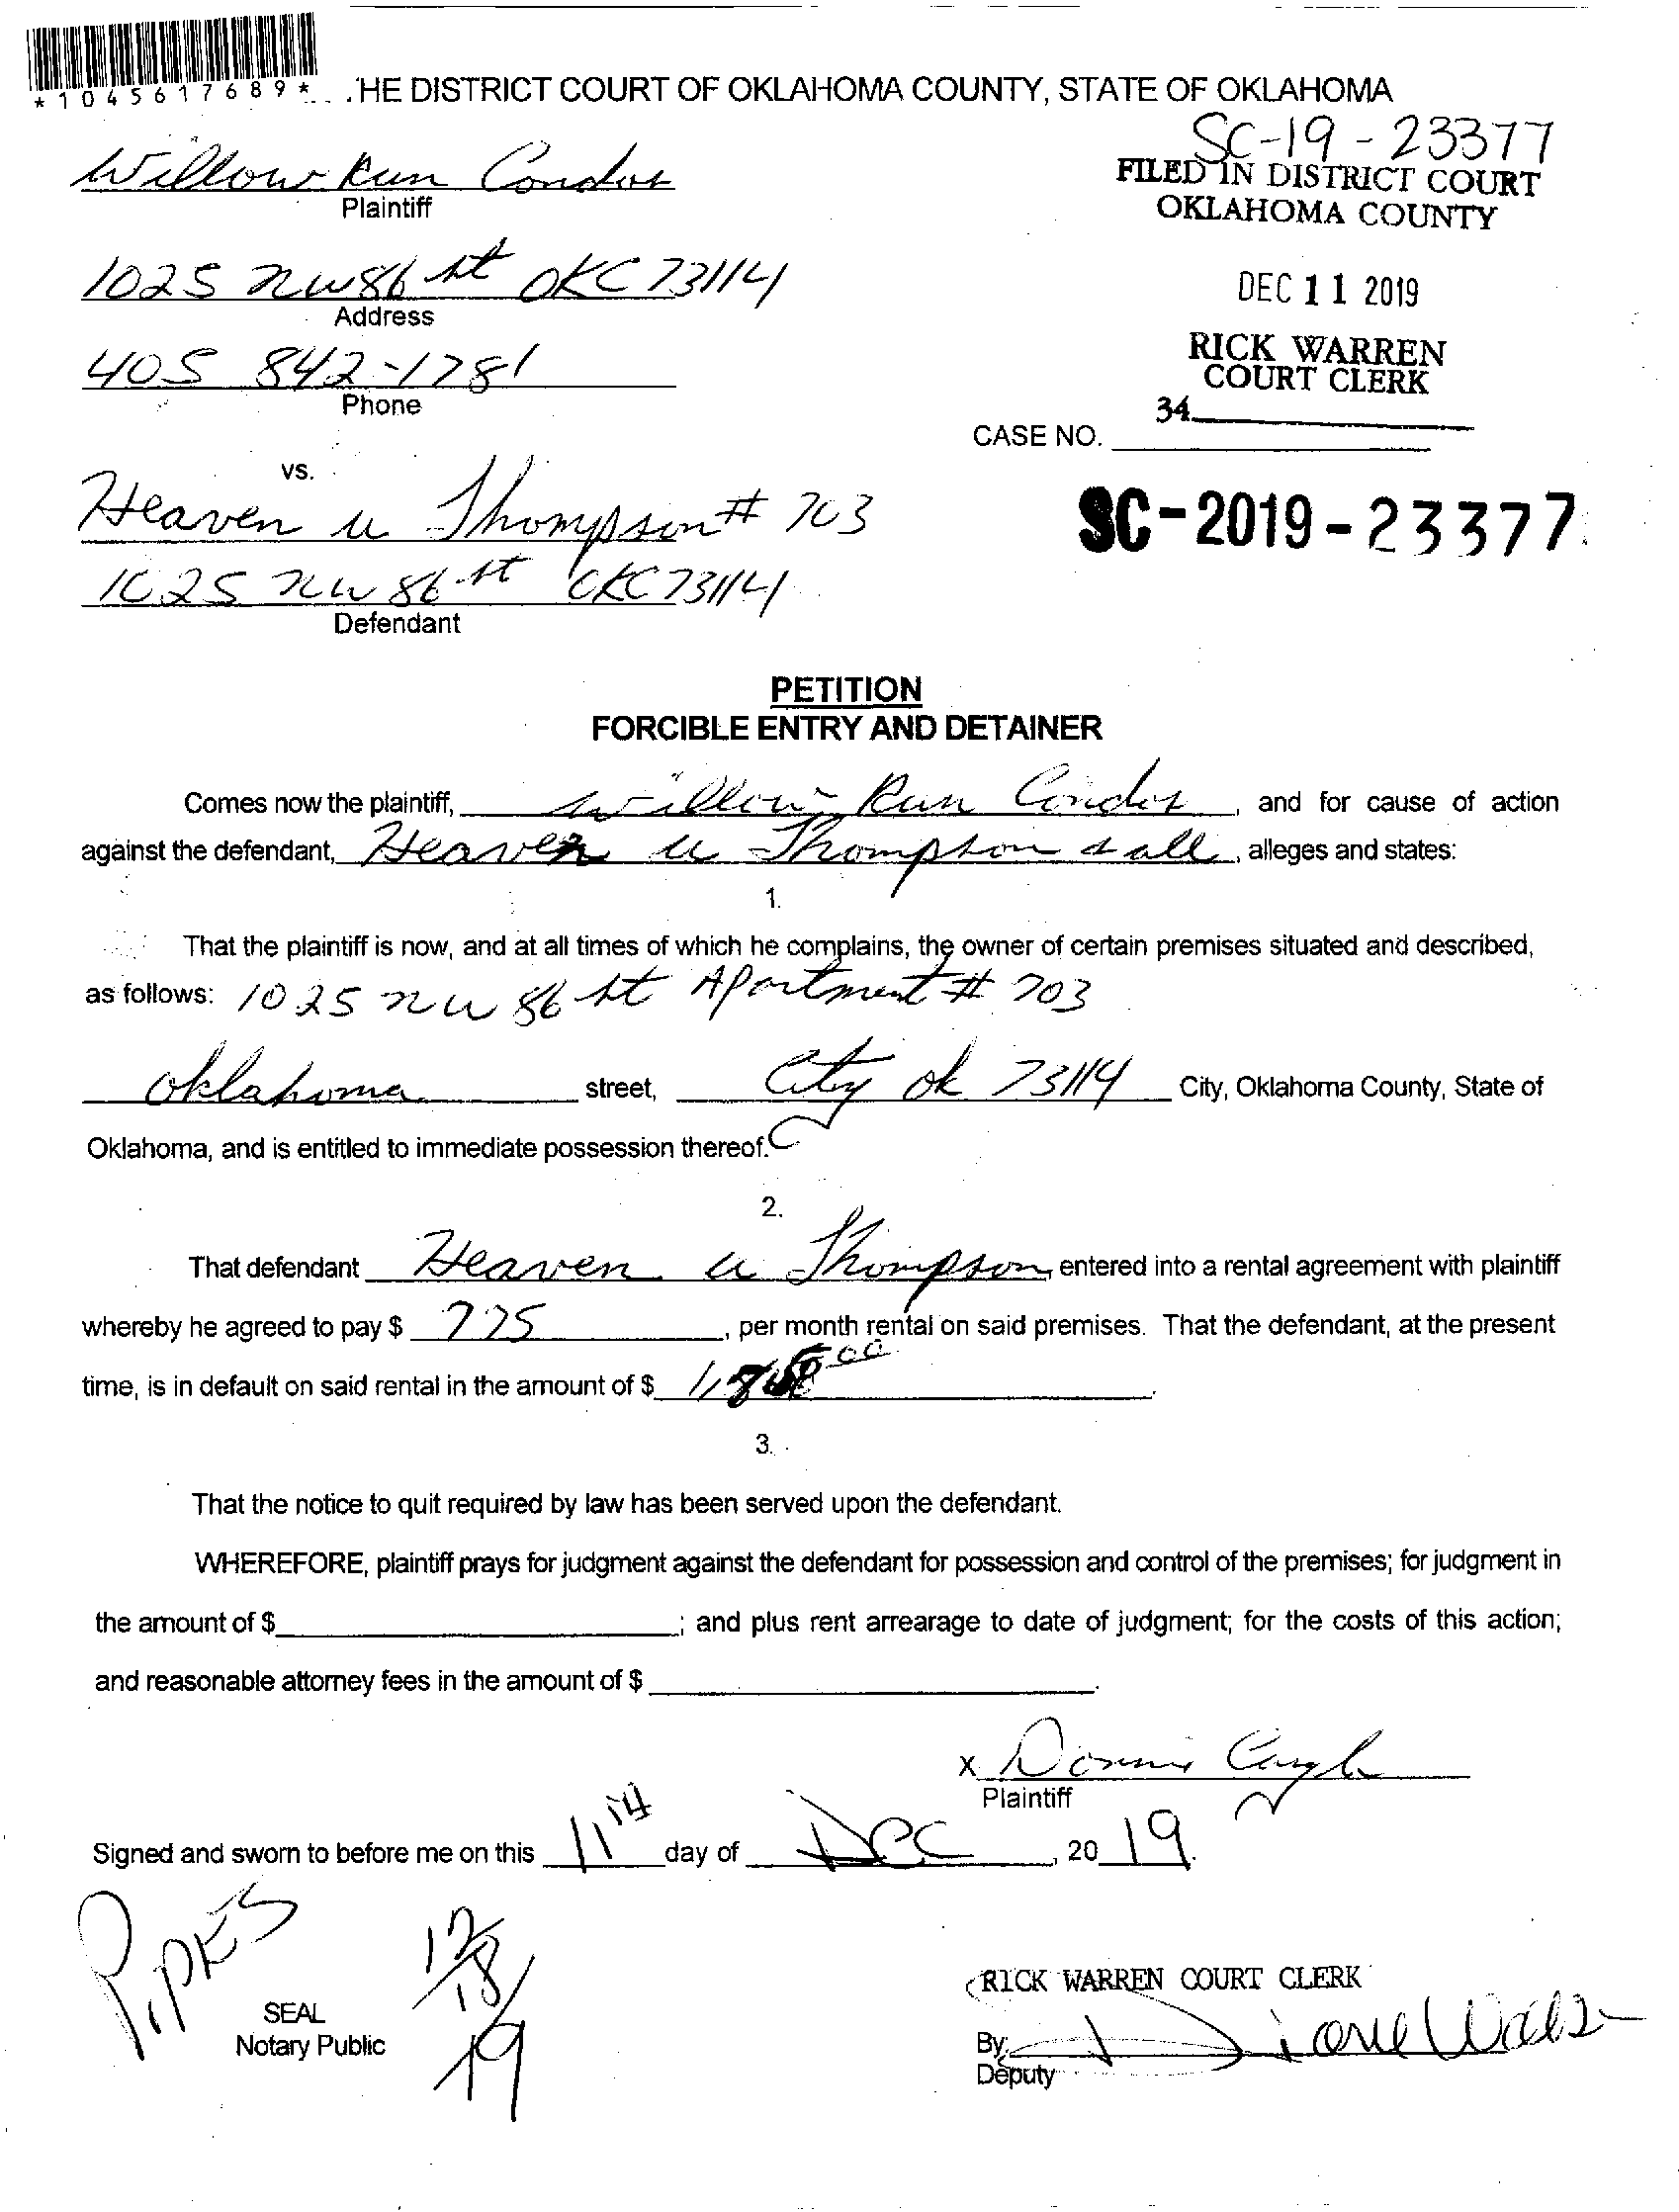 *1045617689*
THE DISTRICT COURT OF OKLAHOMA COUNTY, STATE OF OKLAHOMA
SC-19-23377
Willow Run Condos
Plaintiff
FILED IN DISTRICT COURT
OKLAHOMA COUNTY
1025 NW 86 st OKC 73114
Address
DEC 11 2019
405 842-1781
Phone
RICK WARREN
COURT CLERK
34
CASE NO.
vs.
Heaven u Thompson # 703
SC-2019-23377
1025 NW 86 st OKC 73114
Defendant
PETITION
FORCIBLE ENTRY AND DETAINER
Comes now the plaintiff, Willow Run Condos, and for cause of action
against the defendant, Heaven u Thompson & all, alleges and states:
1.
That the plaintiff is now, and at all times of which he complains, the owner of certain premises situated and described,
as follows: 1025 NW 86 st Apartment # 703
Oklahoma street, City ok 73114 City, Oklahoma County, State of
Oklahoma, and is entitled to immediate possession thereof.
2.
That defendant Heaven u Thompson, entered into a rental agreement with plaintiff
whereby he agreed to pay $ 775, per month rental on said premises. That the defendant, at the present
time, is in default on said rental in the amount of $
3.
That the notice to quit required by law has been served upon the defendant.
WHEREFORE, plaintiff prays for judgment against the defendant for possession and control of the premises; for judgment in
the amount of $ ; and plus rent arrearage to date of judgment; for the costs of this action;
and reasonable attorney fees in the amount of $ .
x
Plaintiff
Signed and sworn to before me on this 11th day of Dec, 20 19.
Pipkes
12/18/19
SEAL
Notary Public
RICK WARREN COURT CLERK
By: Diane
Deputy